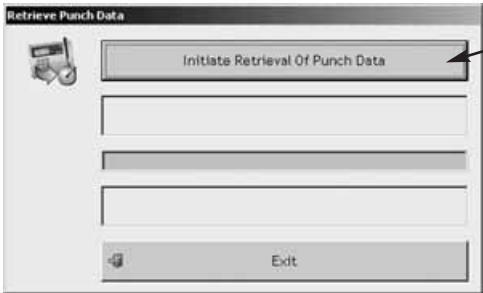 Retrieve Punch Data
Initiate Retrieval Of Punch Data
Exit